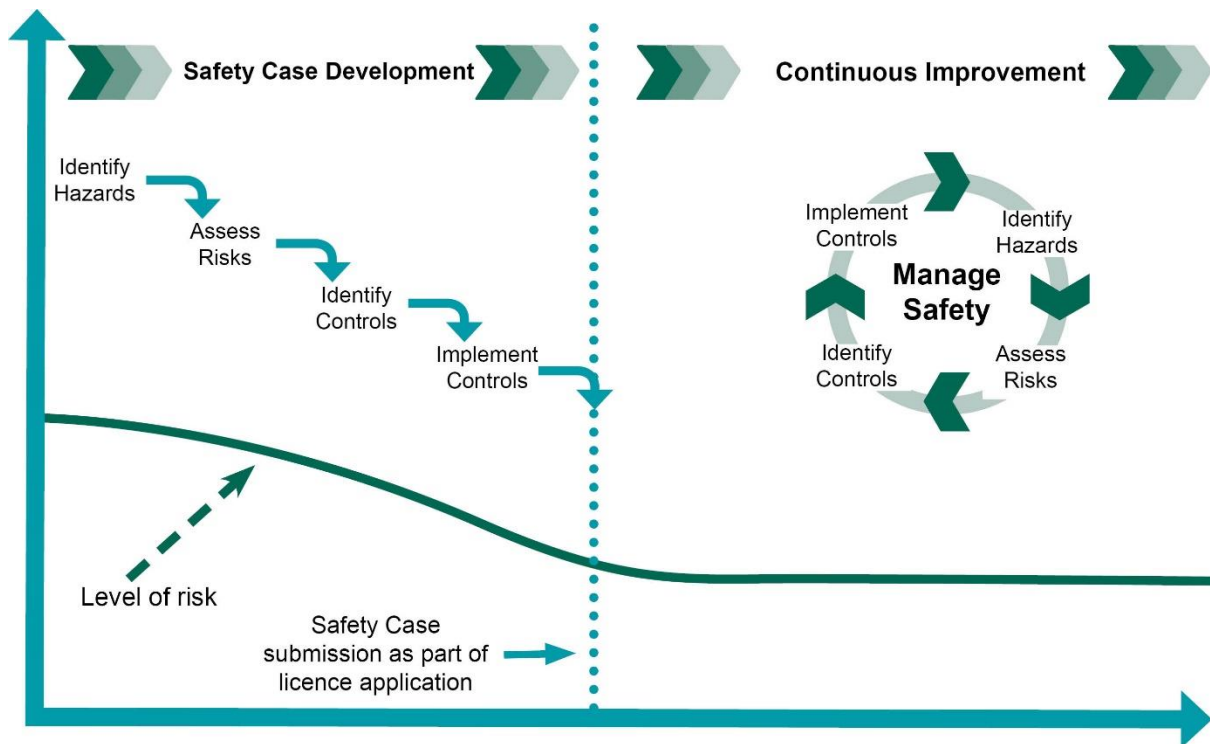 Safety Case Development
Continuous Improvement
Identify
Hazards
Assess
Risks
Identify
Controls
Implement
Controls
Implement
Controls
Identify
Hazards
Manage
Safety
Identify
Controls
Assess
Risks
Level of risk
Safety Case
submission as part of
licence application